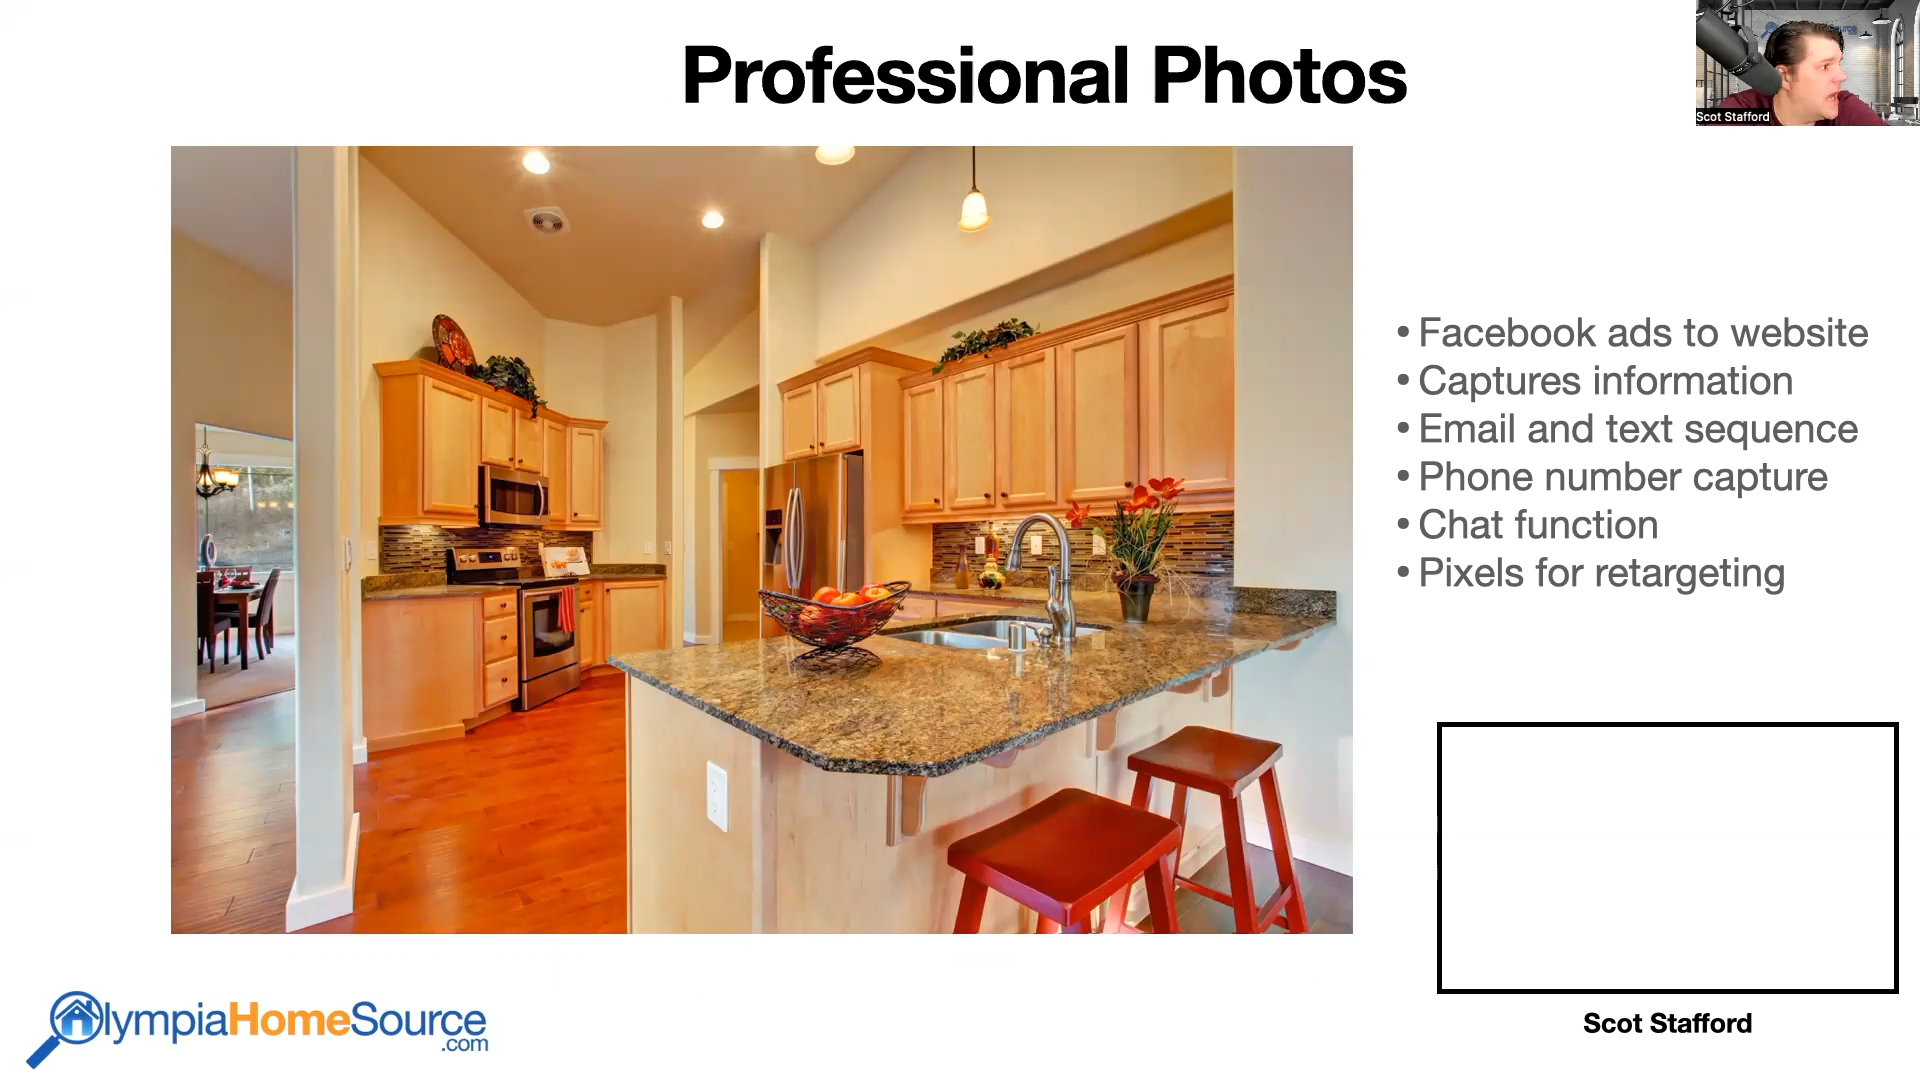 Professional Photos
Scot Stafford
• Facebook ads to website
• Captures information
• Email and text sequence
• Phone number capture
• Chat function
• Pixels for retargeting
OlympiaHomeSource
.com
Scot Stafford